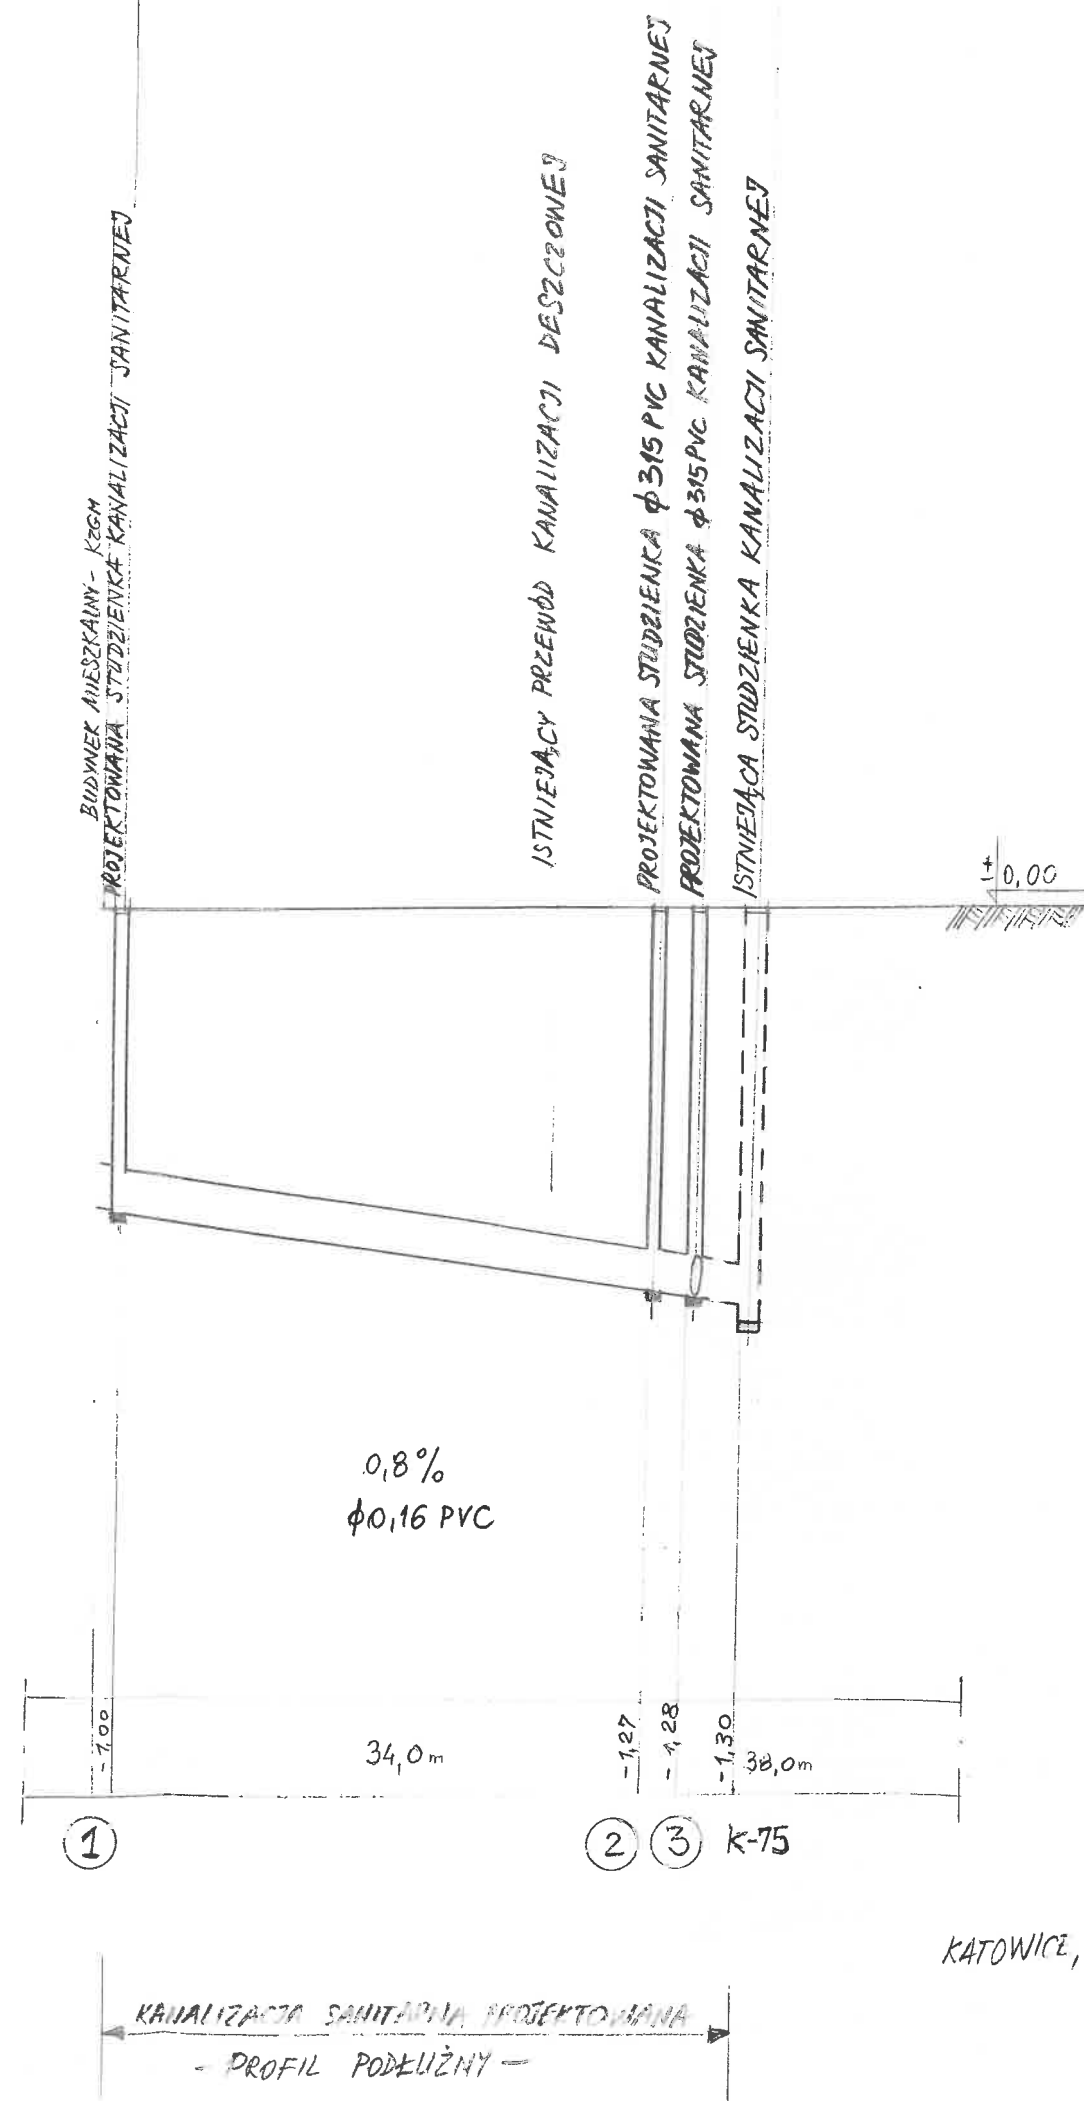 BUDYNEK MIESZKALNY - KZGM
PROJEKTOWANA STUDZIENKA KANALIZACJI SANITARNEJ
ISTNIEJĄCY PRZEWÓD KANALIZACJI DESZCZOWEJ
PROJEKTOWANA STUDZIENKA ϕ315 PVC KANALIZACJI SANITARNEJ
PROJEKTOWANA STUDZIENKA ϕ315 PVC KANALIZACJI SANITARNEJ
ISTNIEJĄCA STUDZIENKA KANALIZACJI SANITARNEJ
±0,00
0,8%
ϕ0,16 PVC
-1,00
34,0m
-1,27
-1,28
-1,30
38,0m
1
2
3
K-75
KATOWICE,
KANALIZACJA SANITARNA PROJEKTOWANA
- PROFIL PODŁUŻNY -